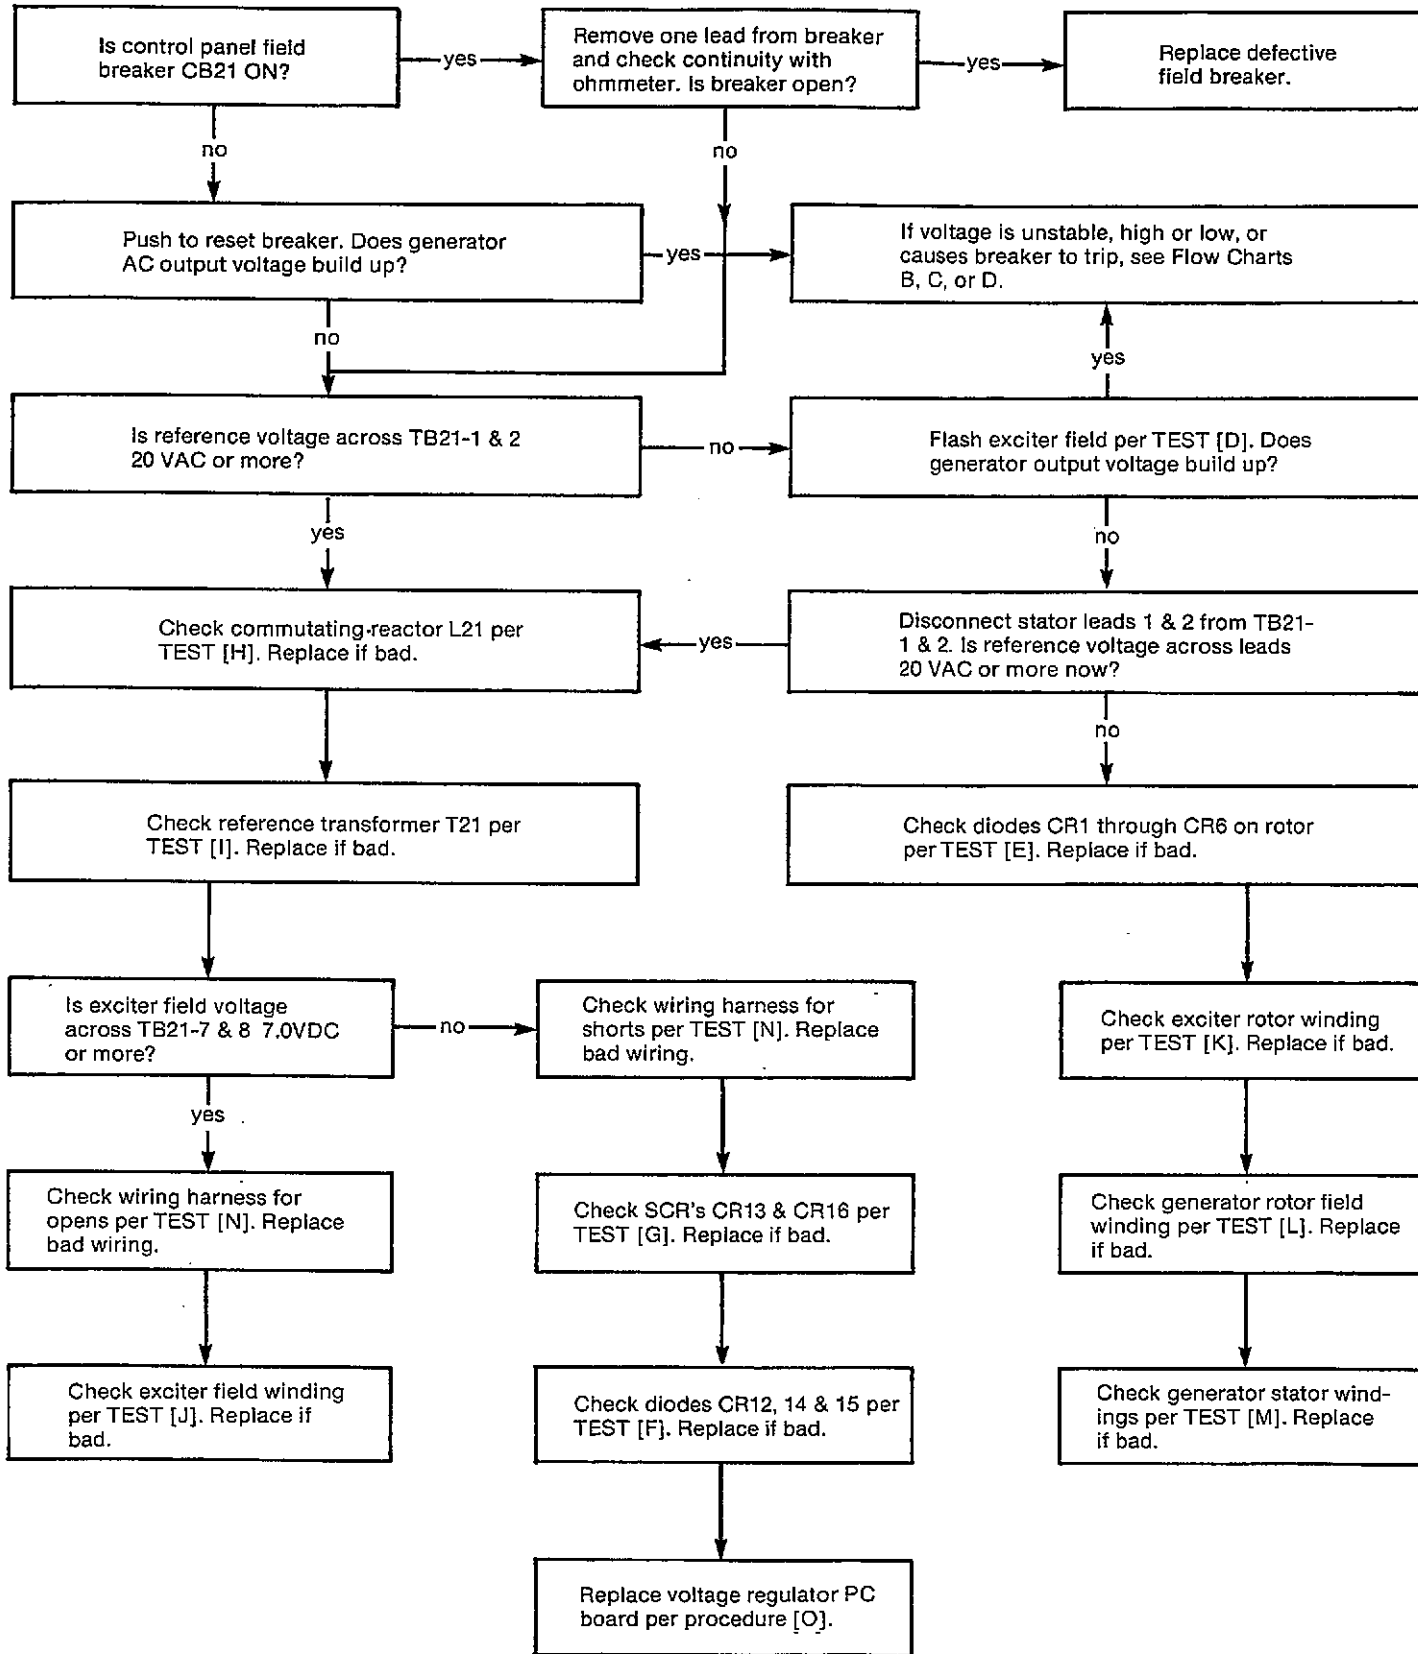 Is control panel field
breaker CB21 ON?
yes
Remove one lead from breaker
and check continuity with
ohmmeter. Is breaker open?
yes
Replace defective
field breaker.
no
no
Push to reset breaker. Does generator
AC output voltage build up?
yes
If voltage is unstable, high or low, or
causes breaker to trip, see Flow Charts
B, C, or D.
no
yes
Is reference voltage across TB21-1 & 2
20 VAC or more?
no
Flash exciter field per TEST [D]. Does
generator output voltage build up?
yes
no
Check commutating-reactor L21 per
TEST [H]. Replace if bad.
yes
Disconnect stator leads 1 & 2 from TB21-
1 & 2. Is reference voltage across leads
20 VAC or more now?
no
Check reference transformer T21 per
TEST [I]. Replace if bad.
Check diodes CR1 through CR6 on rotor
per TEST [E]. Replace if bad.
Is exciter field voltage
across TB21-7 & 8 7.0VDC
or more?
no
Check wiring harness for
shorts per TEST [N]. Replace
bad wiring.
Check exciter rotor winding
per TEST [K]. Replace if bad.
yes
Check wiring harness for
opens per TEST [N]. Replace
bad wiring.
Check SCR's CR13 & CR16 per
TEST [G]. Replace if bad.
Check generator rotor field
winding per TEST [L]. Replace
if bad.
Check exciter field winding
per TEST [J]. Replace if
bad.
Check diodes CR12, 14 & 15 per
TEST [F]. Replace if bad.
Check generator stator wind-
ings per TEST [M]. Replace
if bad.
Replace voltage regulator PC
board per procedure [O].